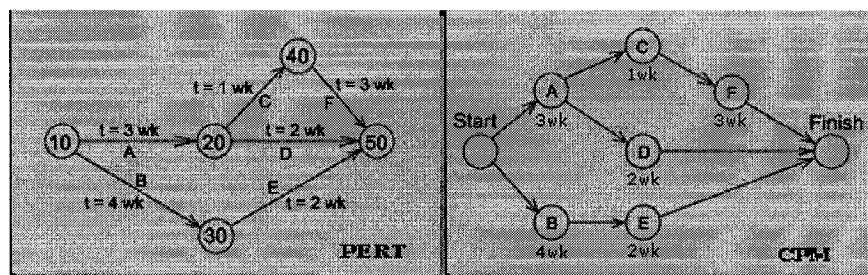 40
t = 1 wk
C
t = 3 wk
F
10
t = 3 wk
A
20
t = 2 wk
D
50
B
t = 4 wk
E
t = 2 wk
30
PERT
C
1wk
A
3wk
F
3wk
Start
Finish
D
2wk
B
4wk
E
2wk
CPM